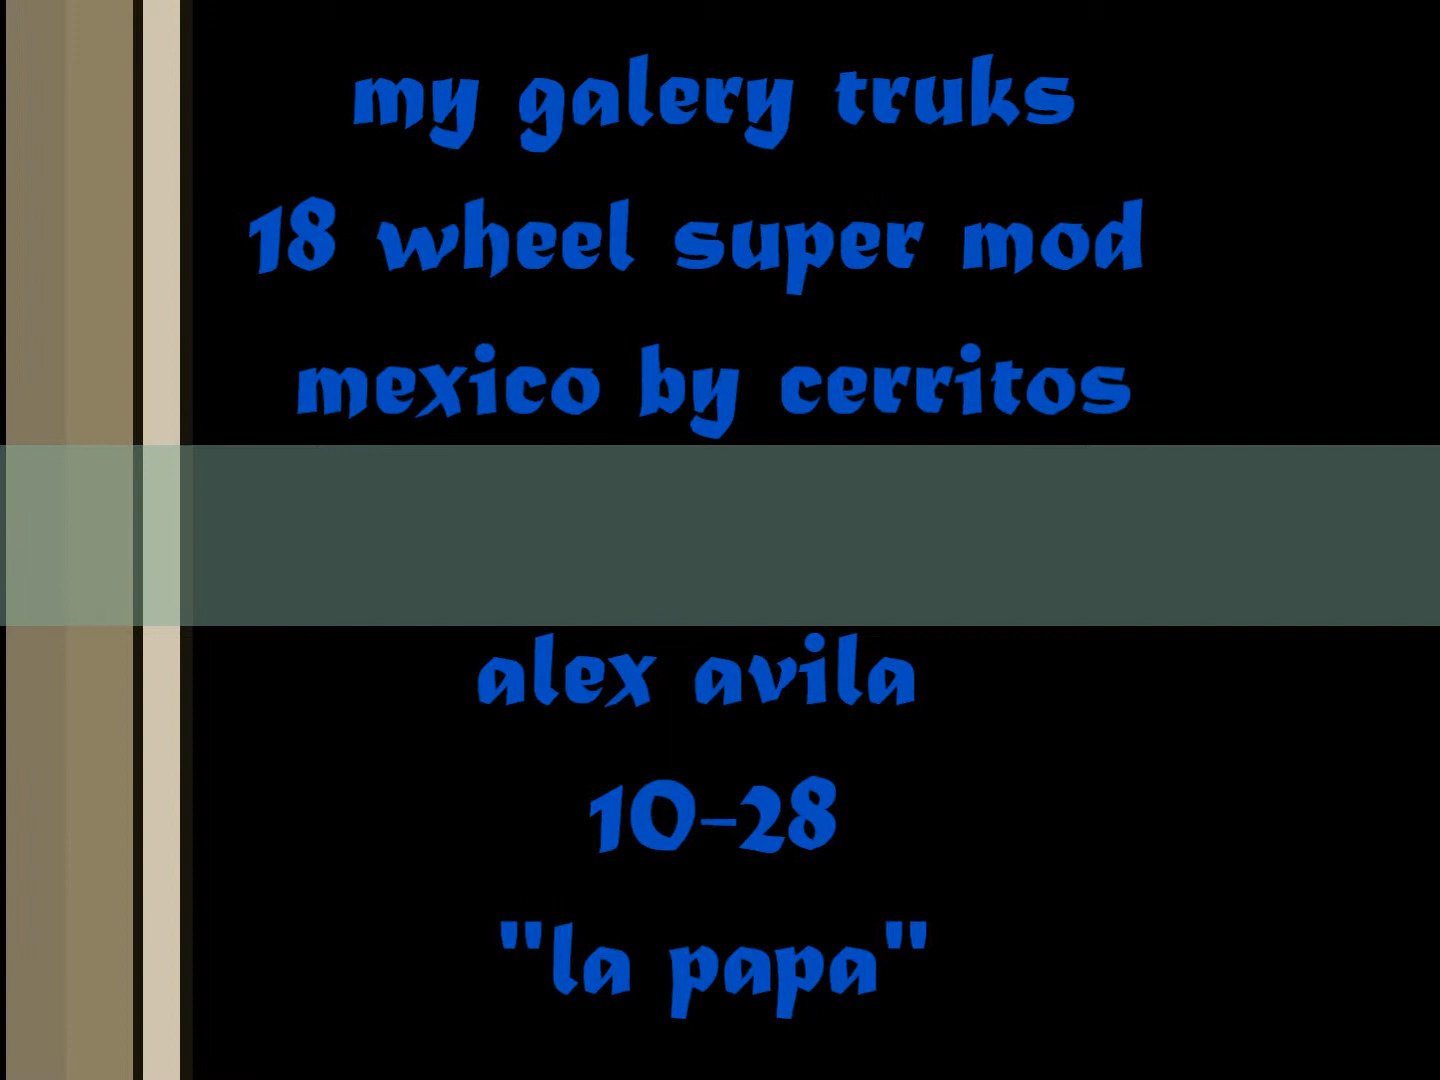 my galery truks
18 wheel super mod
mexico by cerritos
alex avila
10-28
"la papa"